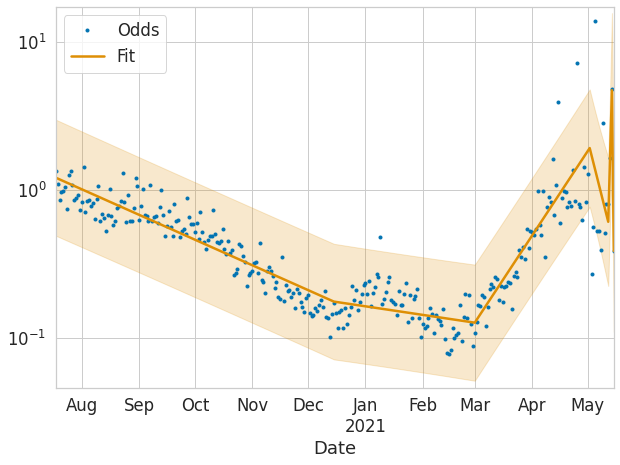 Odds
Fit
10¹
10⁰
10⁻¹
Aug Sep Oct Nov Dec Jan Feb Mar Apr May
2021
Date